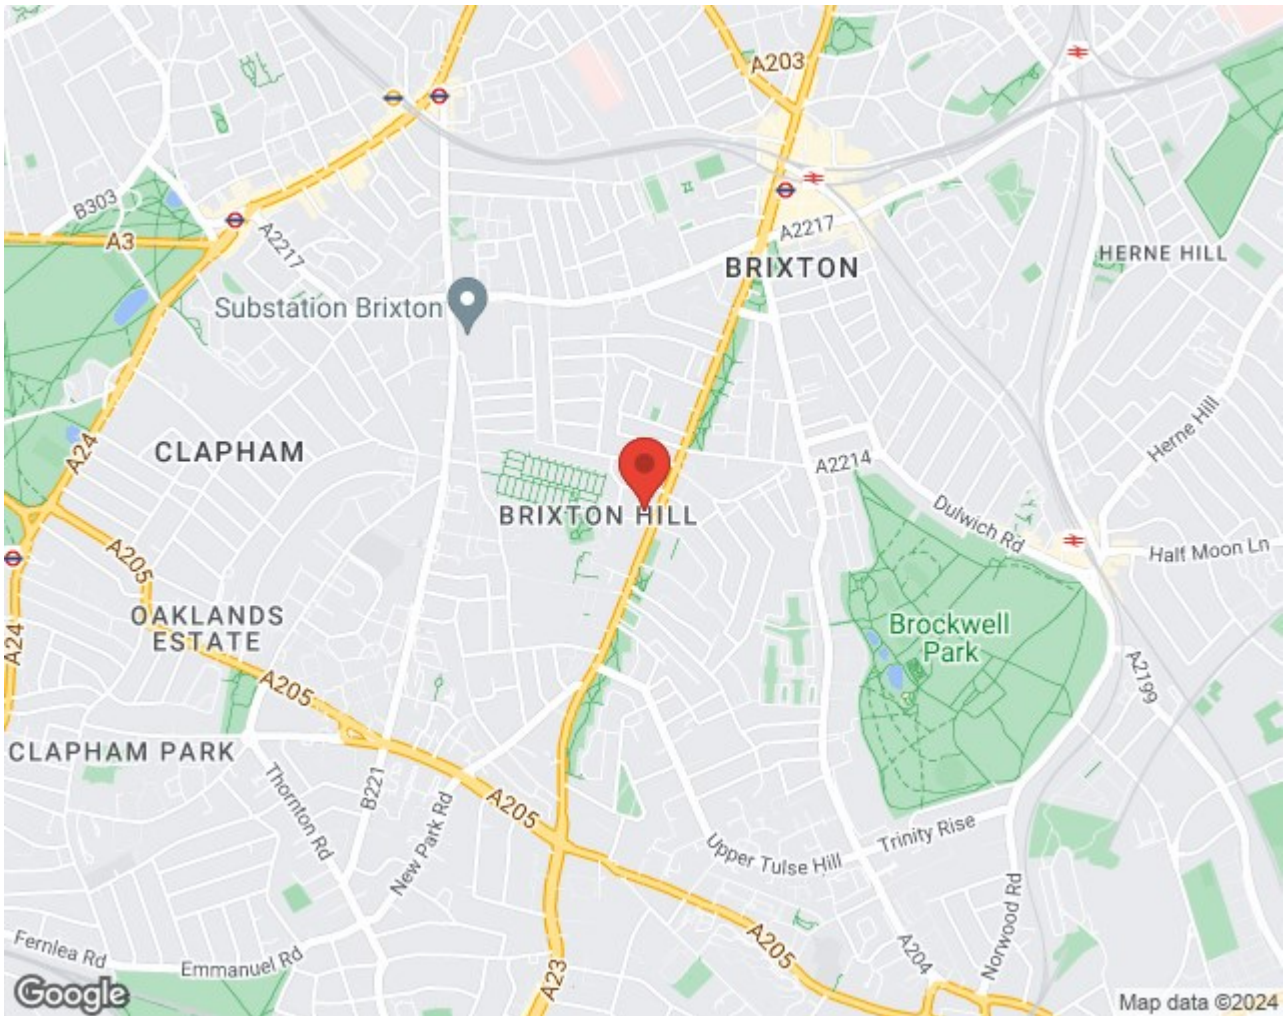 A203
B303
A3
A2217
A2217
BRIXTON
HERNE HILL
Substation Brixton
Herne Hill
CLAPHAM
A24
A2214
BRIXTON HILL
Dulwich Rd
Half Moon Ln
A205
OAKLANDS
ESTATE
Brockwell
Park
A24
A205
A2199
CLAPHAM PARK
Thornton Rd
B221
New Park Rd
A205
Upper Tulse Hill
Trinity Rise
Norwood Rd
Fernlea Rd
Emmanuel Rd
A23
A205
A204
Google
Map data ©2024